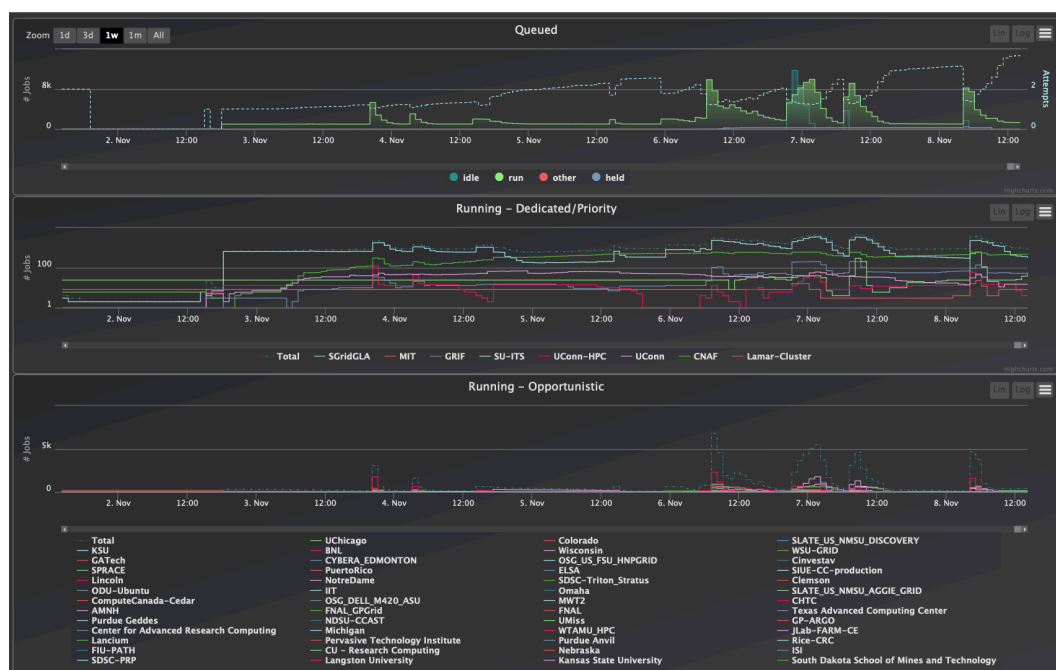 Zoom 1d 3d 1w 1m All
Queued
Lin Log
# Jobs
8k
0
Attempts
2
0
2. Nov 12:00 3. Nov 12:00 4. Nov 12:00 5. Nov 12:00 6. Nov 12:00 7. Nov 12:00 8. Nov 12:00
idle run other held
Highcharts.com
Running - Dedicated/Priority
Lin Log
# Jobs
100
1
2. Nov 12:00 3. Nov 12:00 4. Nov 12:00 5. Nov 12:00 6. Nov 12:00 7. Nov 12:00 8. Nov 12:00
Total SGridGLA MIT GRIF SU-ITS UConn-HPC UConn CNAF Lamar-Cluster
Highcharts.com
Running - Opportunistic
Lin Log
# Jobs
5k
0
2. Nov 12:00 3. Nov 12:00 4. Nov 12:00 5. Nov 12:00 6. Nov 12:00 7. Nov 12:00 8. Nov 12:00
Total UChicago Colorado SLATE_US_NMSU_DISCOVERY
KSU BNL Wisconsin WSU-GRID
GATech CYBERA_EDMONTON OSG_US_FSU_HNPGRID Cinvestav
SPRACE PuertoRico ELSA SIUE-CC-production
Lincoln NotreDame SDSC-Triton_Stratus Clemson
ODU-Ubuntu IIT Omaha SLATE_US_NMSU_AGGIE_GRID
ComputeCanada-Cedar OSG_DELL_M420_ASU MWT2 CHTC
AMNH FNAL_GPGrid FNAL Texas Advanced Computing Center
Purdue Geddes NDSU-CCAST UMiss GP-ARGO
Center for Advanced Research Computing Michigan WTAMU_HPC JLab-FARM-CE
Lancium Pervasive Technology Institute Purdue Anvil Rice-CRC
FIU-PATH CU - Research Computing Nebraska ISI
SDSC-PRP Langston University Kansas State University South Dakota School of Mines and Technology